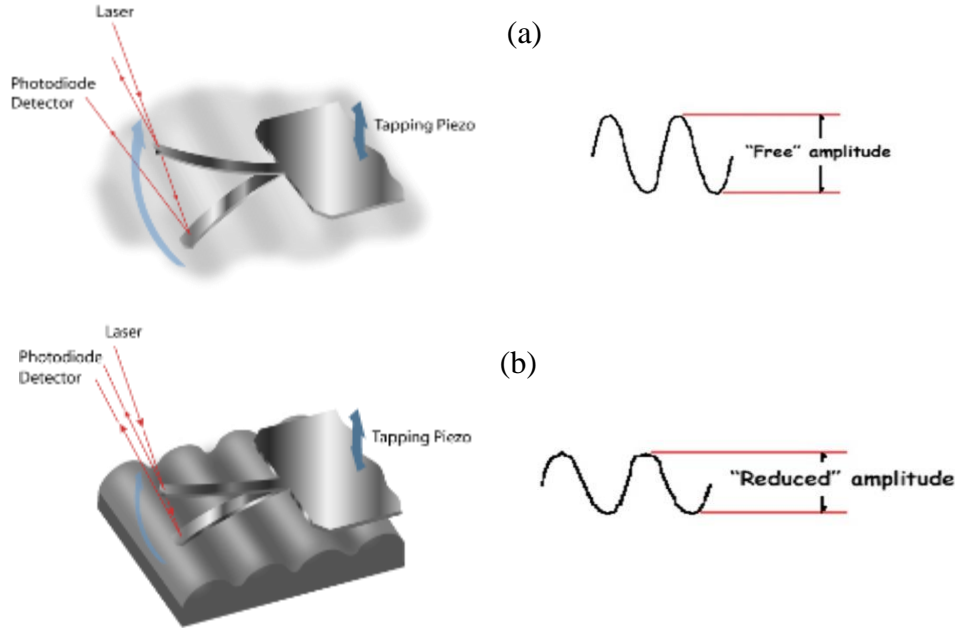 Laser
(a)
Photodiode
Detector
Tapping Piezo
"Free" amplitude
Laser
Photodiode
Detector
(b)
Tapping Piezo
"Reduced" amplitude